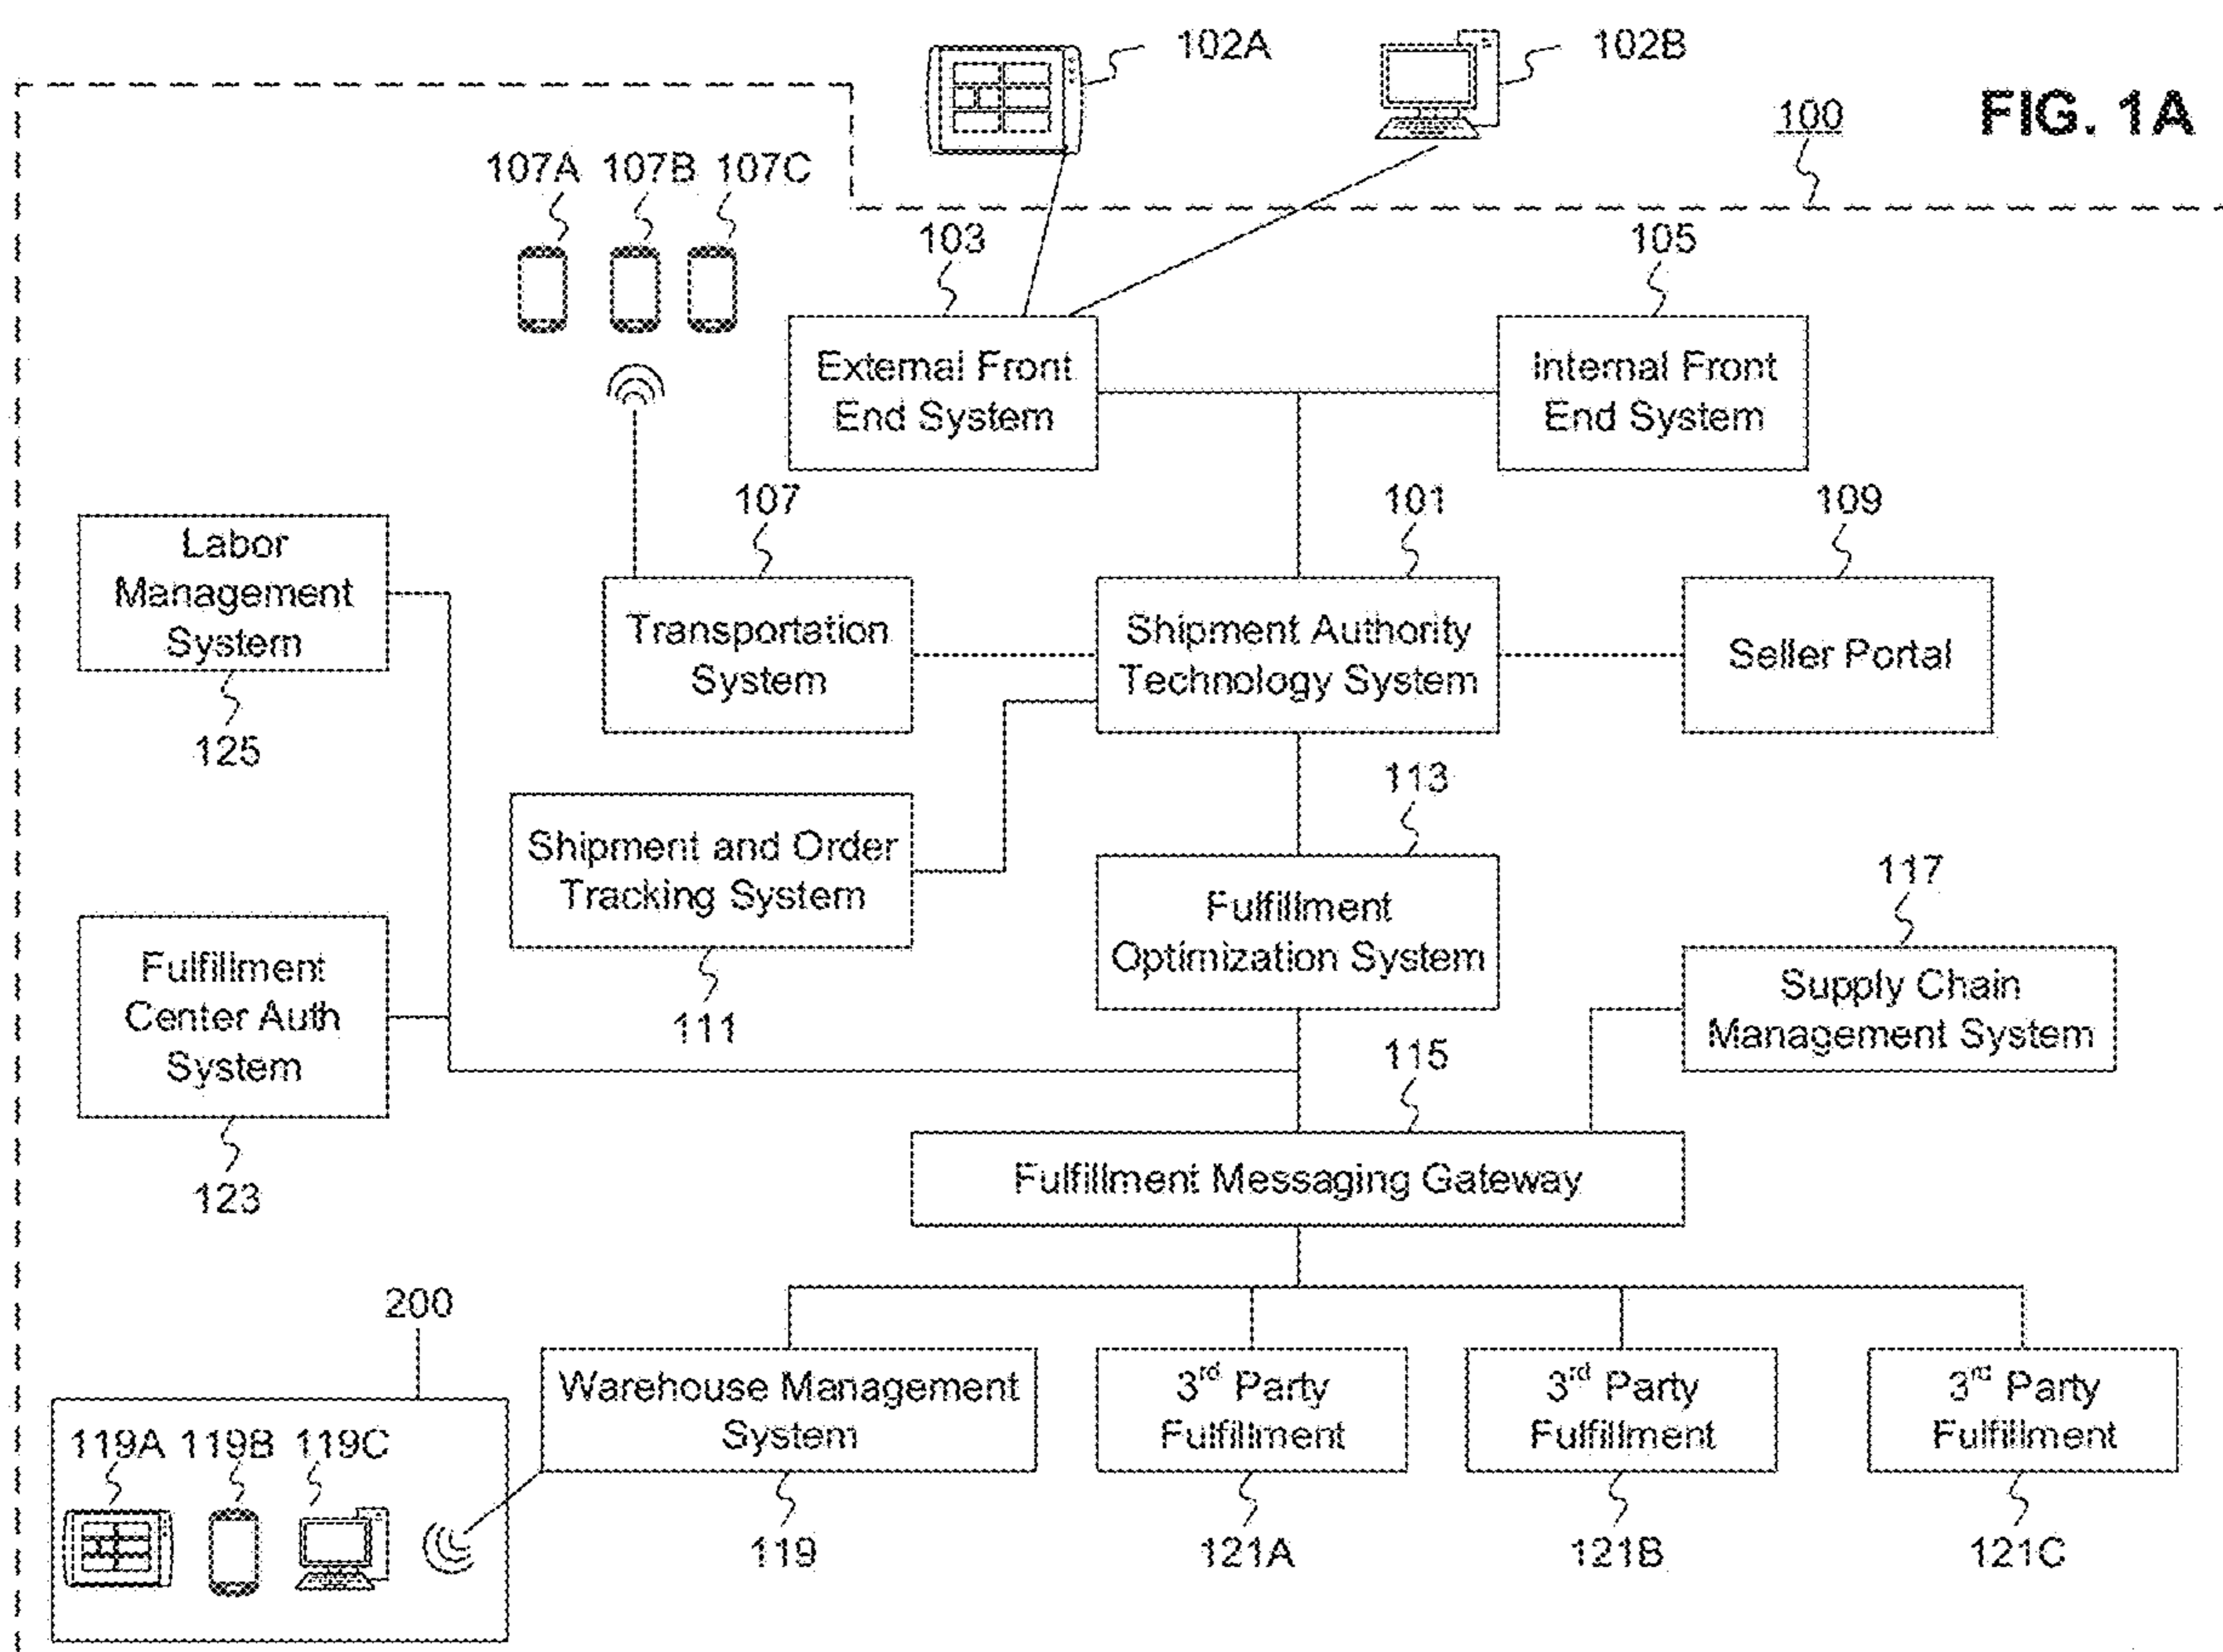 102A
102B
100
FIG. 1A
107A 107B 107C
103
105
External Front
End System
Internal Front
End System
107
101
109
Labor
Management
System
125
Transportation
System
Shipment Authority
Technology System
Seller Portal
113
Shipment and Order
Tracking System
111
Fulfillment
Optimization System
117
Fulfillment
Center Auth
System
123
Supply Chain
Management System
115
Fulfillment Messaging Gateway
200
Warehouse Management
System
3rd Party
Fulfillment
3rd Party
Fulfillment
3rd Party
Fulfillment
119A 119B 119C
119
121A
121B
121C